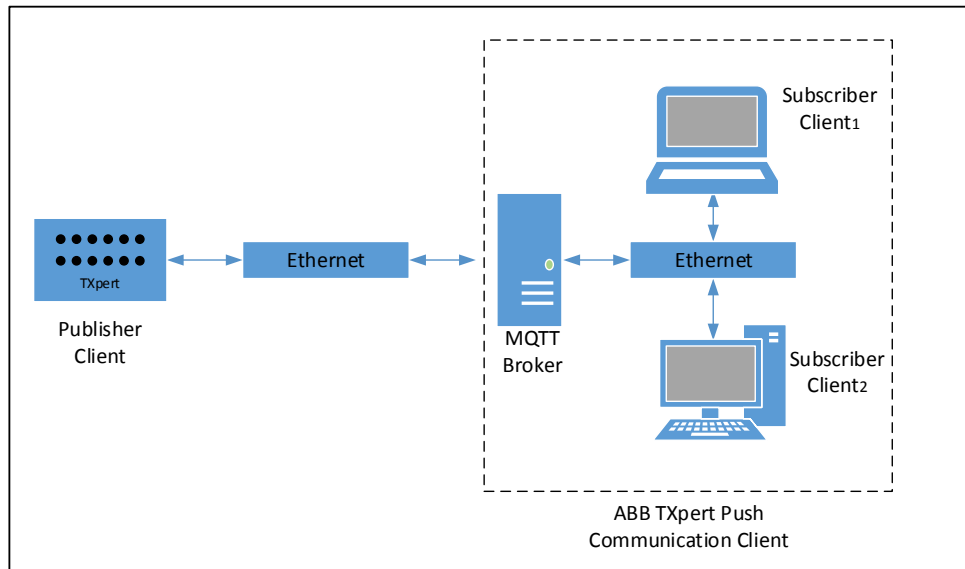 TXpert
Publisher
Client
Ethernet
MQTT
Broker
Ethernet
Subscriber
Client1
Subscriber
Client2
ABB TXpert Push
Communication Client